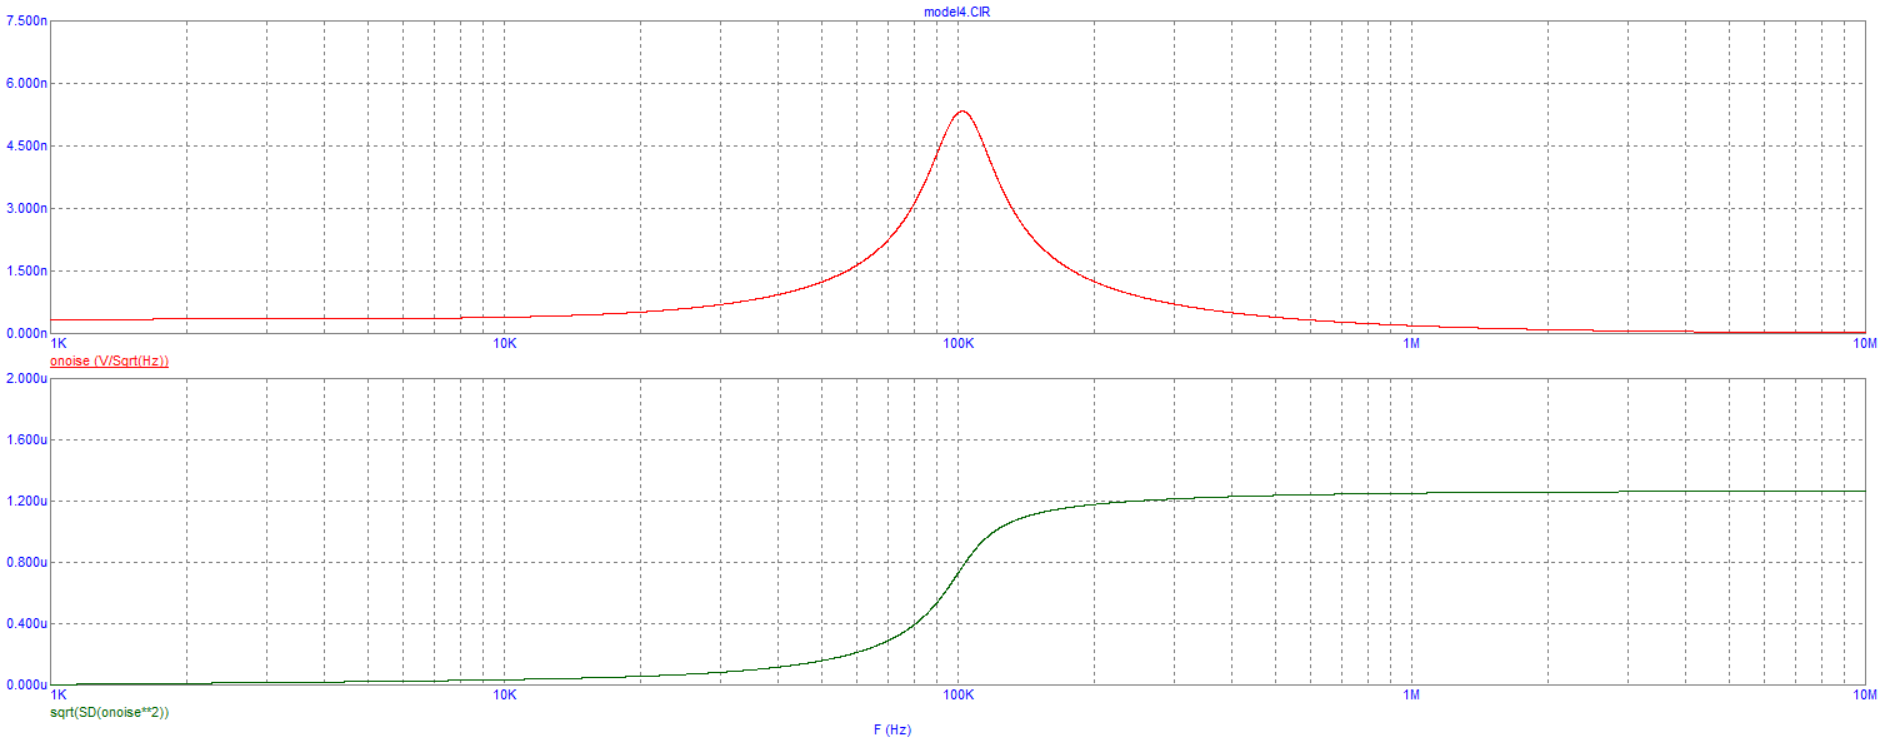 model4.CIR
7.500n
6.000n
4.500n
3.000n
1.500n
0.000n
1K 10K 100K 1M 10M
onoise (V/Sqrt(Hz))
2.000u
1.600u
1.200u
0.800u
0.400u
0.000u
1K 10K 100K 1M 10M
sqrt(SD(onoise**2))
F (Hz)